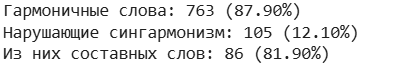 Гармоничные слова: 763 (87.90%)
Нарушающие сингармонизм: 105 (12.10%)
Из них составных слов: 86 (81.90%)